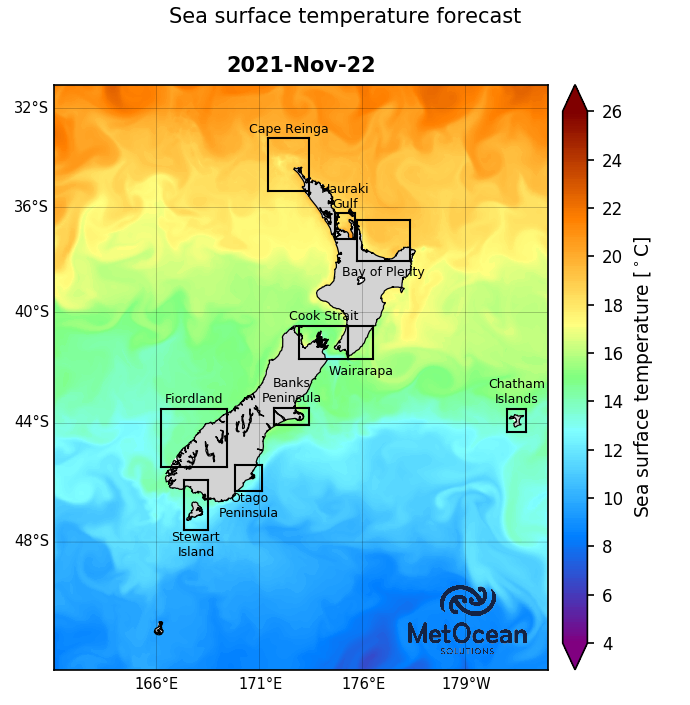 Sea surface temperature forecast
2021-Nov-22
32°S
36°S
40°S
44°S
48°S
166°E
171°E
176°E
179°W
Cape Reinga
Hauraki
Gulf
Bay of Plenty
Cook Strait
Wairarapa
Banks
Peninsula
Fiordland
Chatham
Islands
Otago
Peninsula
Stewart
Island
MetOcean
SOLUTIONS
26
24
22
20
18
16
14
12
10
8
6
4
Sea surface temperature [°C]